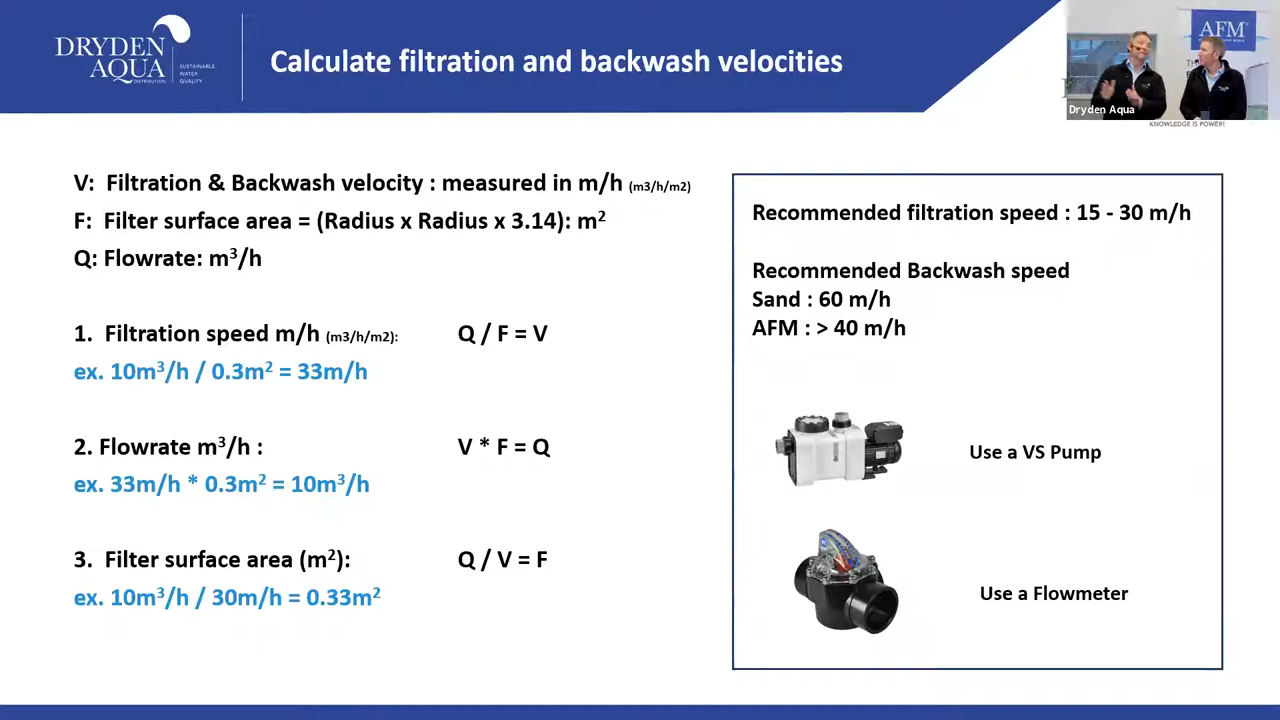 DRYDEN
AQUA
DISTRIBUTION
SUSTAINABLE
WATER
QUALITY
Calculate filtration and backwash velocities
AFM
Dryden Aqua
KNOWLEDGE IS POWER!
V: Filtration & Backwash velocity : measured in m/h (m3/h/m2)
F: Filter surface area = (Radius x Radius x 3.14): m²
Q: Flowrate: m³/h
1. Filtration speed m/h (m3/h/m2): Q / F = V
ex. 10m³/h / 0.3m² = 33m/h
2. Flowrate m³/h : V * F = Q
ex. 33m/h * 0.3m² = 10m³/h
3. Filter surface area (m²): Q / V = F
ex. 10m³/h / 30m/h = 0.33m²
Recommended filtration speed : 15 - 30 m/h
Recommended Backwash speed
Sand : 60 m/h
AFM : > 40 m/h
Use a VS Pump
Use a Flowmeter